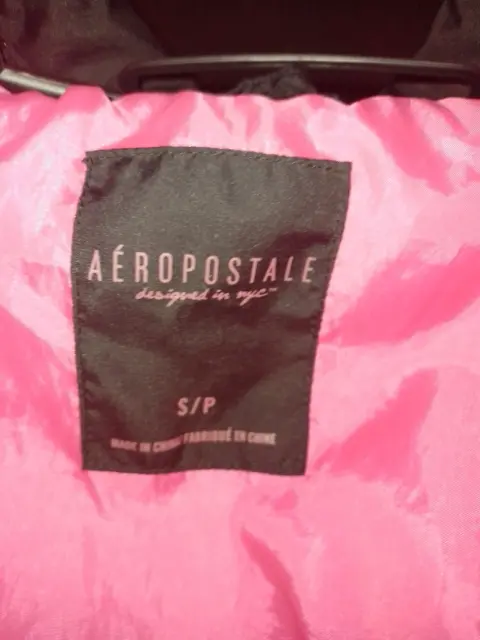 AÉROPOSTALE
designed in nyc™
S/P
MADE IN CHINA/FABRIQUÉ EN CHINE